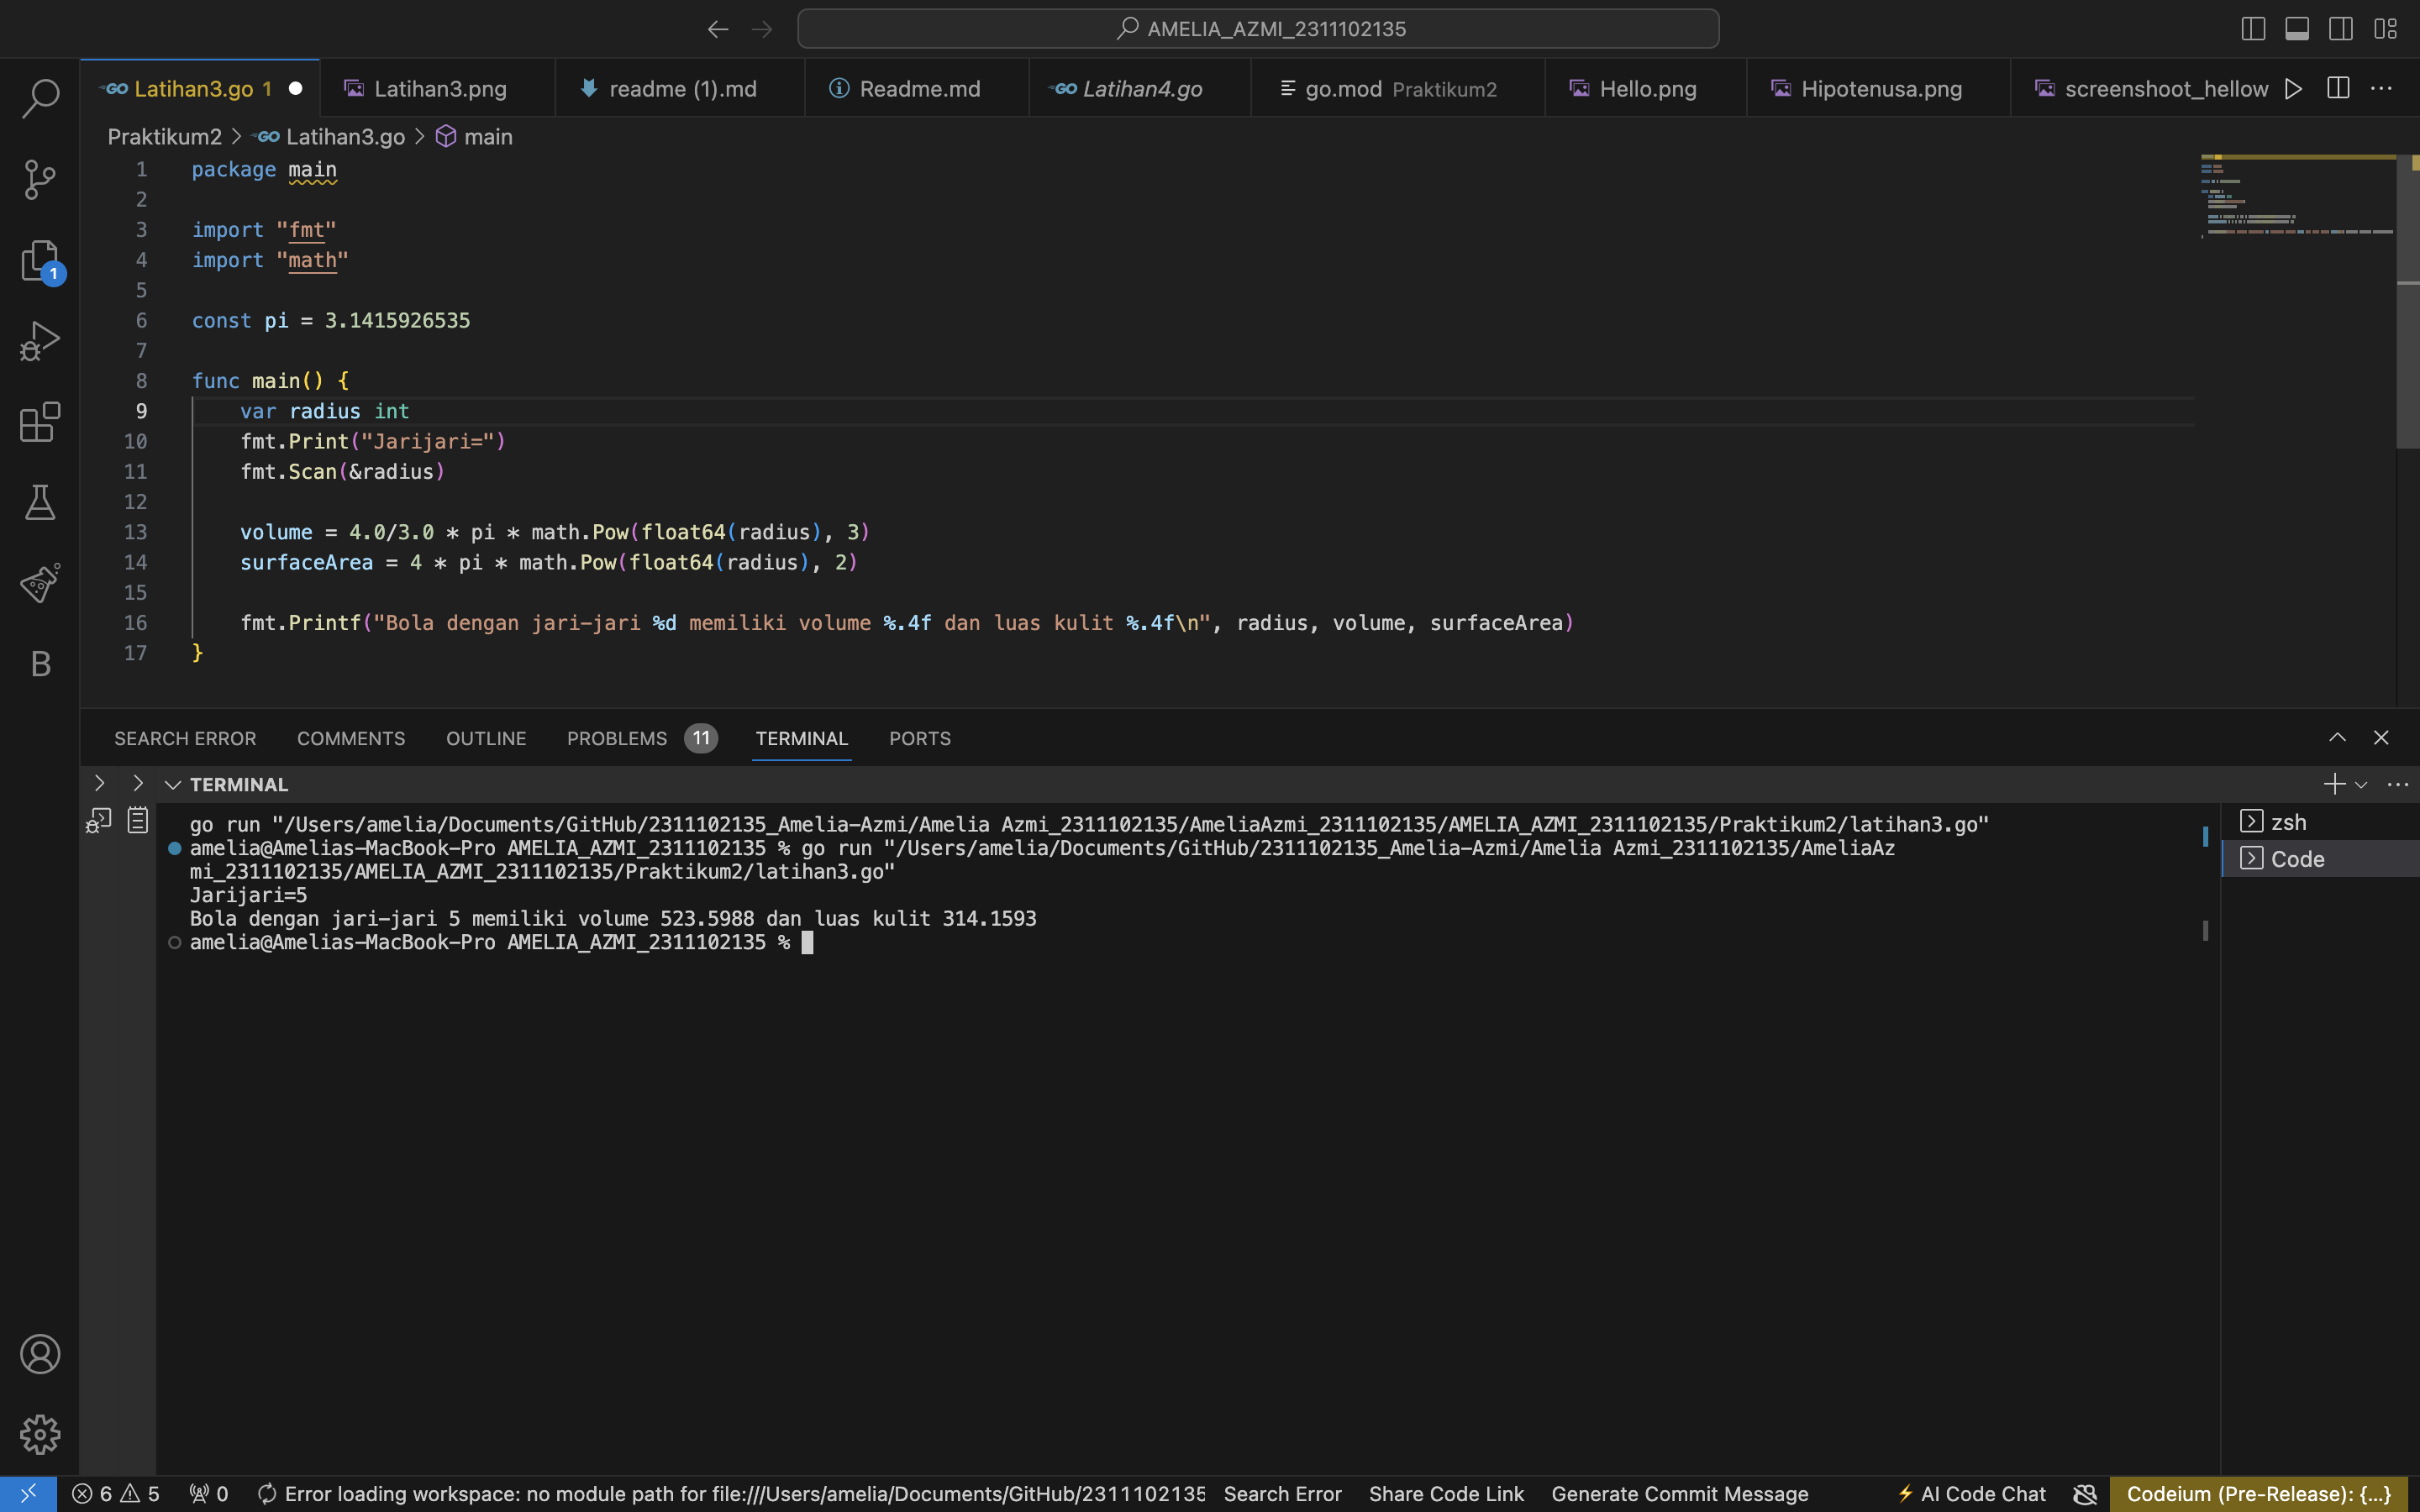 AMELIA_AZMI_2311102135
Latihan3.go 1
Latihan3.png
readme (1).md
Readme.md
Latihan4.go
go.mod Praktikum2
Hello.png
Hipotenusa.png
screenshoot_hellow
Praktikum2 > Latihan3.go > main
1 package main
2
3 import "fmt"
4 import "math"
5
6 const pi = 3.1415926535
7
8 func main() {
9 var radius int
10 fmt.Print("Jarijari=")
11 fmt.Scan(&radius)
12
13 volume = 4.0/3.0 * pi * math.Pow(float64(radius), 3)
14 surfaceArea = 4 * pi * math.Pow(float64(radius), 2)
15
16 fmt.Printf("Bola dengan jari-jari %d memiliki volume %.4f dan luas kulit %.4f\n", radius, volume, surfaceArea)
17 }
1
B
SEARCH ERROR COMMENTS OUTLINE PROBLEMS 11 TERMINAL PORTS
TERMINAL
go run "/Users/amelia/Documents/GitHub/2311102135_Amelia-Azmi/Amelia Azmi_2311102135/AmeliaAzmi_2311102135/AMELIA_AZMI_2311102135/Praktikum2/latihan3.go"
amelia@Amelias-MacBook-Pro AMELIA_AZMI_2311102135 % go run "/Users/amelia/Documents/GitHub/2311102135_Amelia-Azmi/Amelia Azmi_2311102135/AmeliaAz
mi_2311102135/AMELIA_AZMI_2311102135/Praktikum2/latihan3.go"
Jarijari=5
Bola dengan jari-jari 5 memiliki volume 523.5988 dan luas kulit 314.1593
amelia@Amelias-MacBook-Pro AMELIA_AZMI_2311102135 %
zsh
Code
6 5 0 Error loading workspace: no module path for file:///Users/amelia/Documents/GitHub/2311102135 Search Error Share Code Link Generate Commit Message AI Code Chat Codeium (Pre-Release): {...}